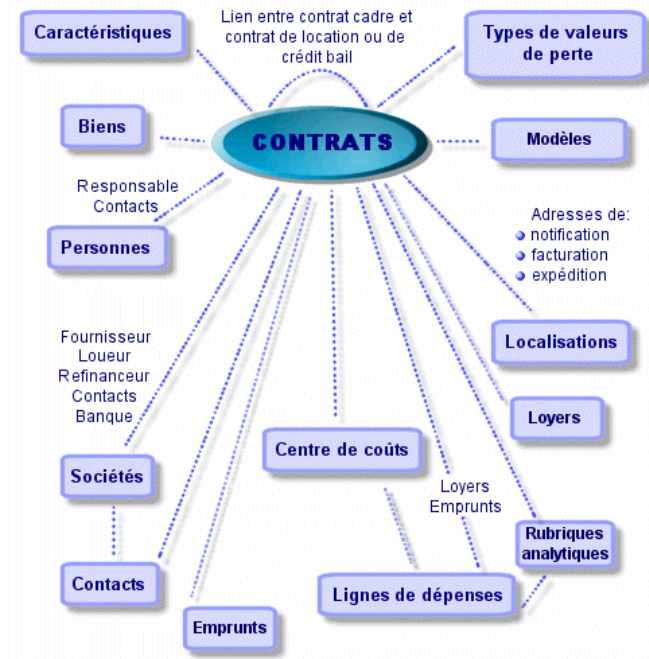 Lien entre contrat cadre et
contrat de location ou de
crédit bail
Caractéristiques
Types de valeurs
de perte
Biens
CONTRATS
Modèles
Responsable
Contacts
Personnes
Adresses de:
notification
facturation
expédition
Localisations
Fournisseur
Loueur
Refinanceur
Contacts
Banque
Loyers
Centre de coûts
Sociétés
Loyers
Emprunts
Rubriques
analytiques
Contacts
Lignes de dépenses
Emprunts